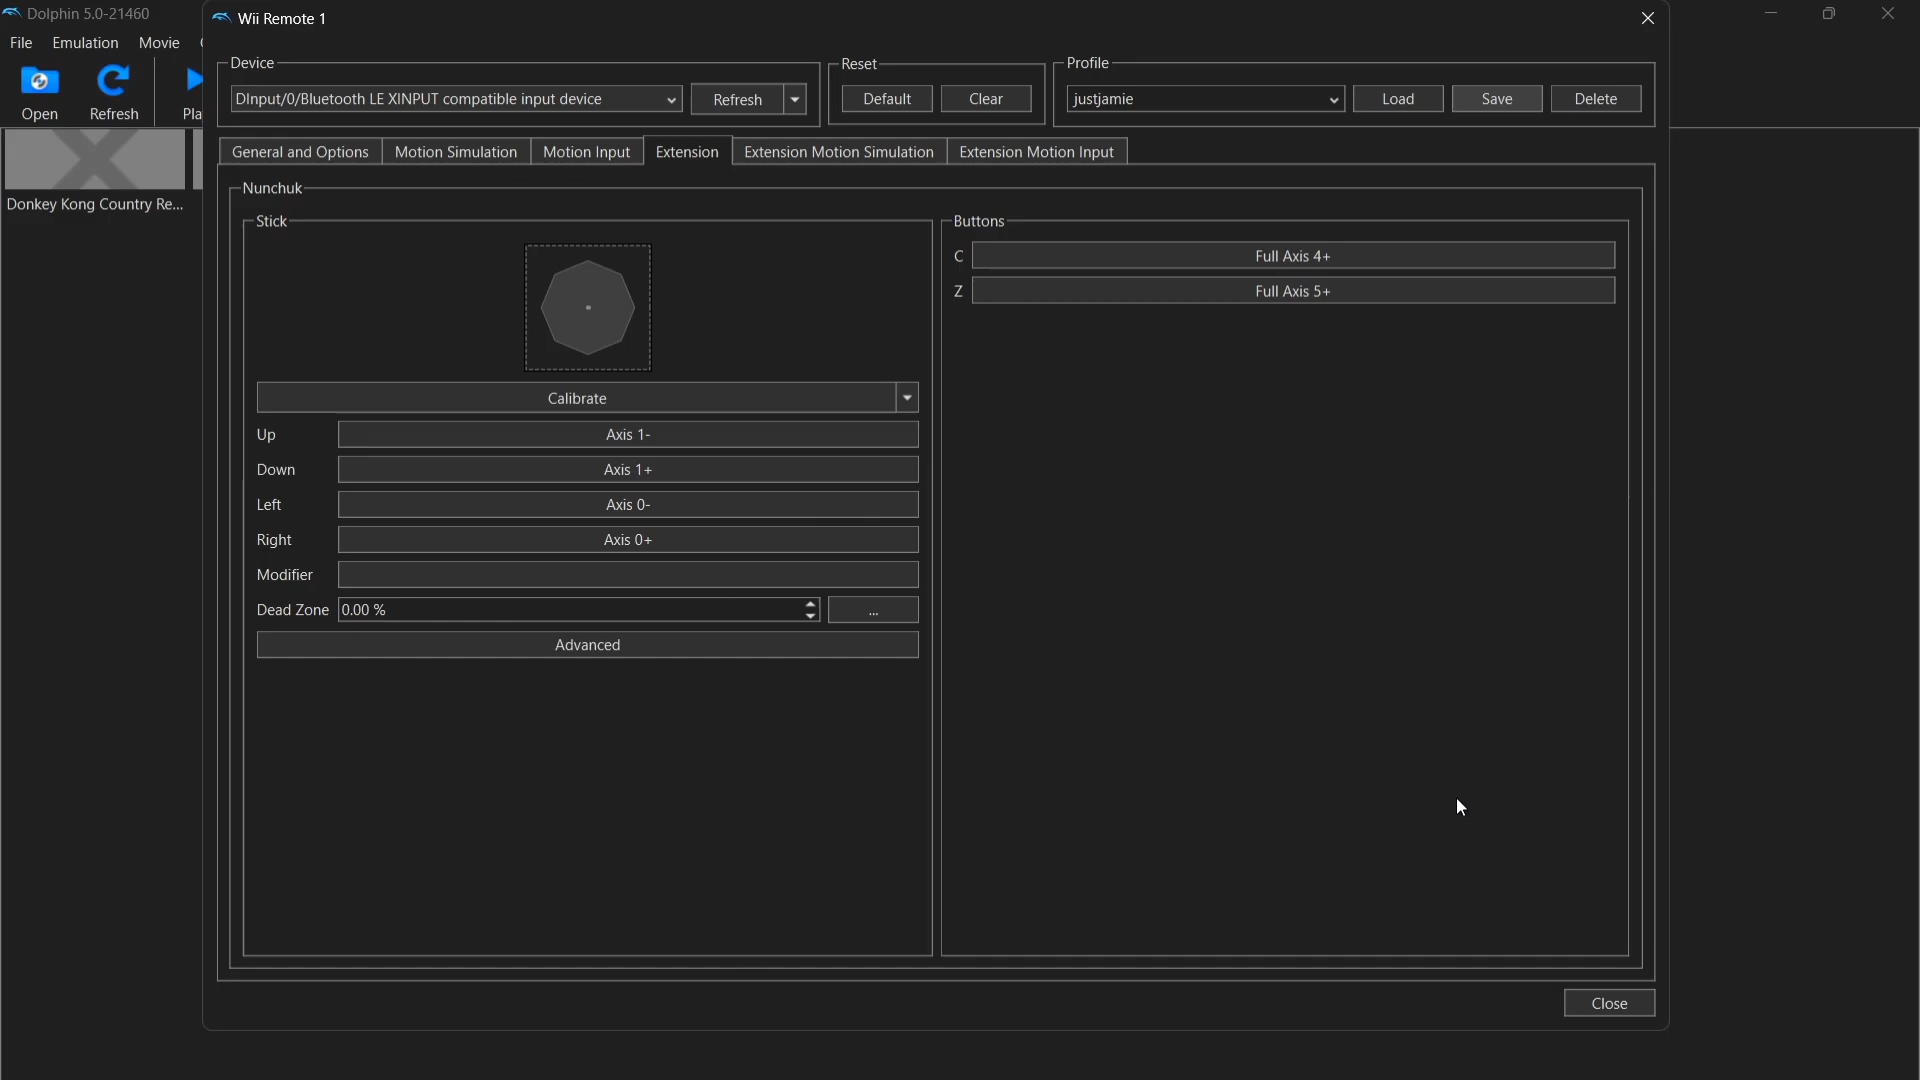 Dolphin 5.0-21460
File Emulation Movie
Open Refresh
Donkey Kong Country Re...
Wii Remote 1
Device
DInput/0/Bluetooth LE XINPUT compatible input device
Refresh
Reset
Default Clear
Profile
justjamie
Load Save Delete
General and Options Motion Simulation Motion Input Extension Extension Motion Simulation Extension Motion Input
Nunchuk
Stick
Calibrate
Up Axis 1-
Down Axis 1+
Left Axis 0-
Right Axis 0+
Modifier
Dead Zone 0.00 % ...
Advanced
Buttons
C Full Axis 4+
Z Full Axis 5+
Close